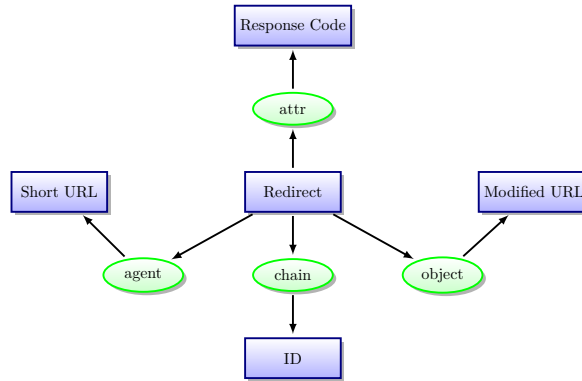 Response Code
attr
Short URL
Redirect
Modified URL
agent
chain
object
ID